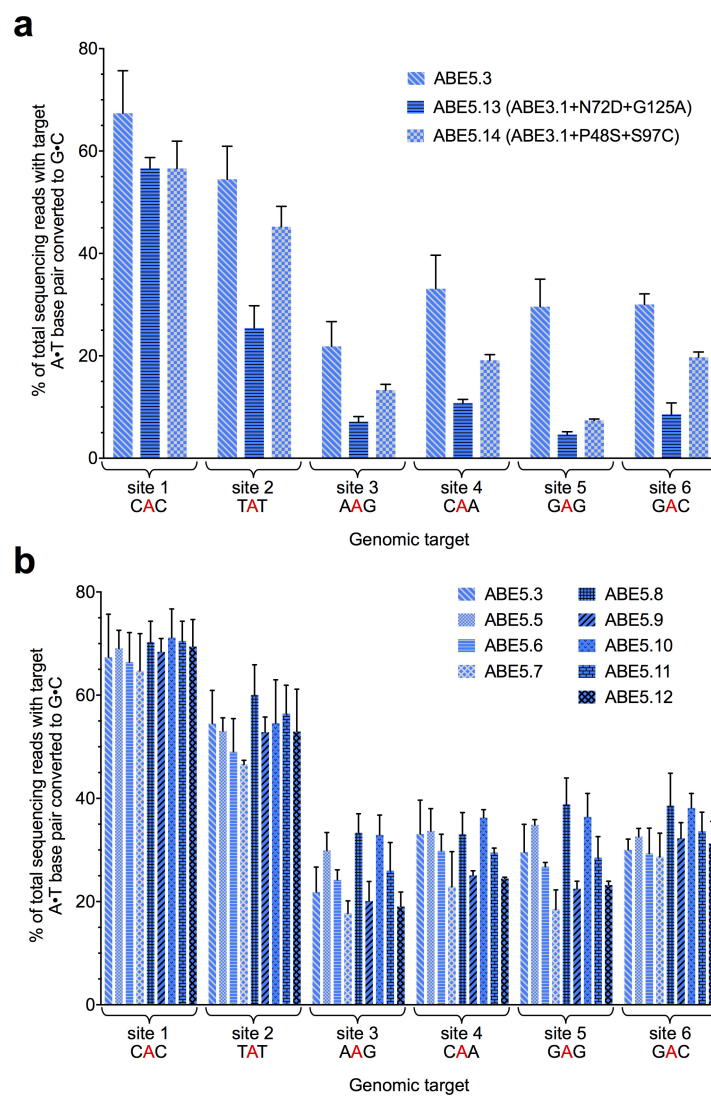 a
% of total sequencing reads with target
A•T base pair converted to G•C
80
60
40
20
0
ABE5.3
ABE5.13 (ABE3.1+N72D+G125A)
ABE5.14 (ABE3.1+P48S+S97C)
site 1 site 2 site 3 site 4 site 5 site 6
CAC TAT AAG CAA GAG GAC
Genomic target
b
% of total sequencing reads with target
A•T base pair converted to G•C
80
60
40
20
0
ABE5.3 ABE5.8
ABE5.5 ABE5.9
ABE5.6 ABE5.10
ABE5.7 ABE5.11
ABE5.12
site 1 site 2 site 3 site 4 site 5 site 6
CAC TAT AAG CAA GAG GAC
Genomic target